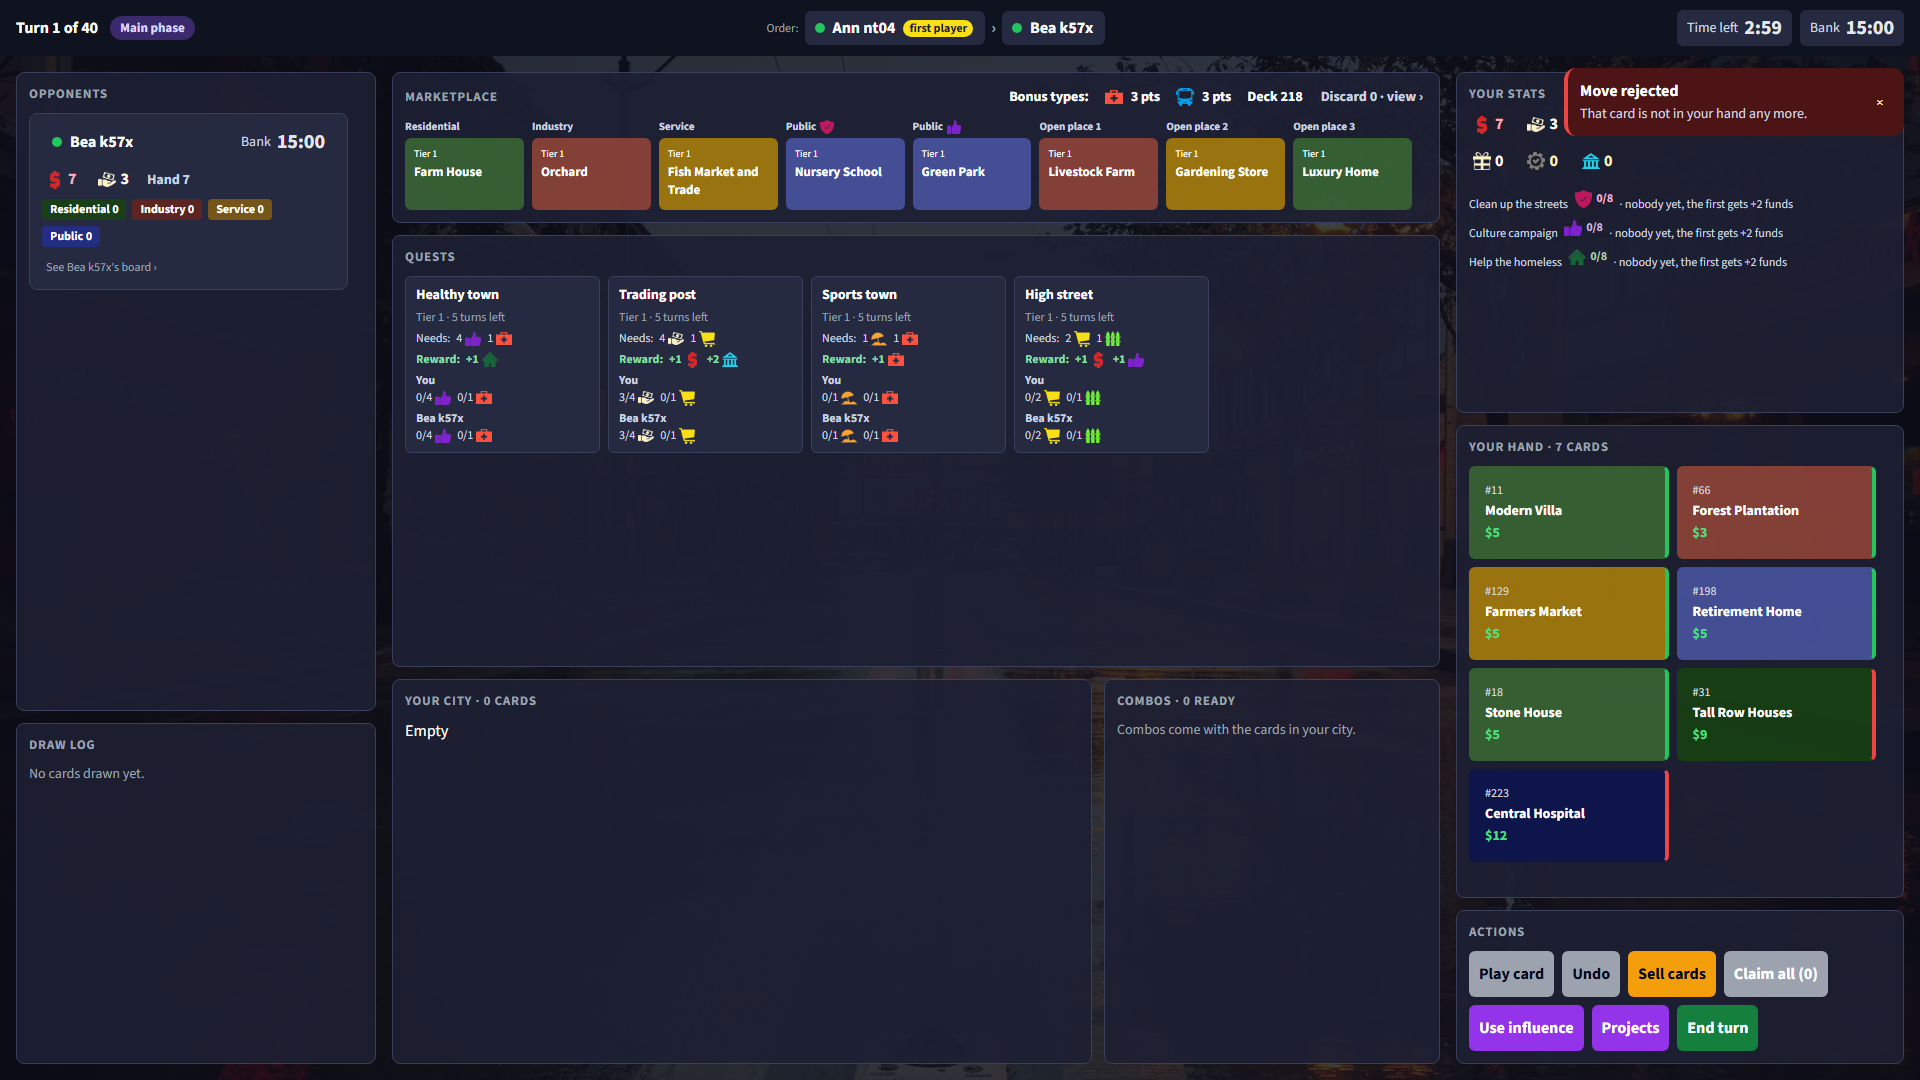 Turn 1 of 40 Main phase
Order: Ann nt04 first player › Bea k57x
Time left 2:59 Bank 15:00
OPPONENTS
Bea k57x Bank 15:00
7 3 Hand 7
Residential 0 Industry 0 Service 0
Public 0
See Bea k57x's board ›
DRAW LOG
No cards drawn yet.
MARKETPLACE
Bonus types: 3 pts 3 pts Deck 218 Discard 0 · view ›
Residential Industry Service Public Public Open place 1 Open place 2 Open place 3
Tier 1 Tier 1 Tier 1 Tier 1 Tier 1 Tier 1 Tier 1 Tier 1
Farm House Orchard Fish Market and Trade Nursery School Green Park Livestock Farm Gardening Store Luxury Home
QUESTS
Healthy town
Tier 1 · 5 turns left
Needs: 4 1
Reward: +1
You
0/4 0/1
Bea k57x
0/4 0/1
Trading post
Tier 1 · 5 turns left
Needs: 4 1
Reward: +1 $ +2
You
3/4 0/1
Bea k57x
3/4 0/1
Sports town
Tier 1 · 5 turns left
Needs: 1 1
Reward: +1
You
0/1 0/1
Bea k57x
0/1 0/1
High street
Tier 1 · 5 turns left
Needs: 2 1
Reward: +1 $ +1
You
0/2 0/1
Bea k57x
0/2 0/1
YOUR CITY · 0 CARDS
Empty
COMBOS · 0 READY
Combos come with the cards in your city.
YOUR STATS
Move rejected
That card is not in your hand any more.
×
$ 7 3
0 0 0
Clean up the streets 0/8 · nobody yet, the first gets +2 funds
Culture campaign 0/8 · nobody yet, the first gets +2 funds
Help the homeless 0/8 · nobody yet, the first gets +2 funds
YOUR HAND · 7 CARDS
#11
Modern Villa
$5
#66
Forest Plantation
$3
#129
Farmers Market
$5
#198
Retirement Home
$5
#18
Stone House
$5
#31
Tall Row Houses
$9
#223
Central Hospital
$12
ACTIONS
Play card Undo Sell cards Claim all (0)
Use influence Projects End turn